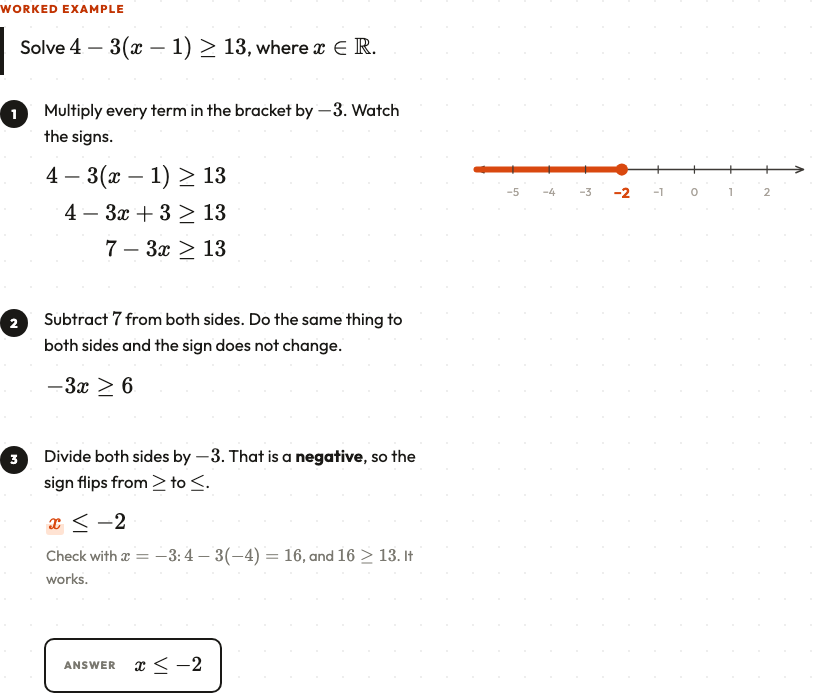 WORKED EXAMPLE
Solve 4 − 3(x − 1) ≥ 13, where x ∈ ℝ.
1 Multiply every term in the bracket by −3. Watch
the signs.
4 − 3(x − 1) ≥ 13
4 − 3x + 3 ≥ 13
7 − 3x ≥ 13
−5 −4 −3 −2 −1 0 1 2
2 Subtract 7 from both sides. Do the same thing to
both sides and the sign does not change.
−3x ≥ 6
3 Divide both sides by −3. That is a negative, so the
sign flips from ≥ to ≤.
x ≤ −2
Check with x = −3: 4 − 3(−4) = 16, and 16 ≥ 13. It
works.
ANSWER x ≤ −2